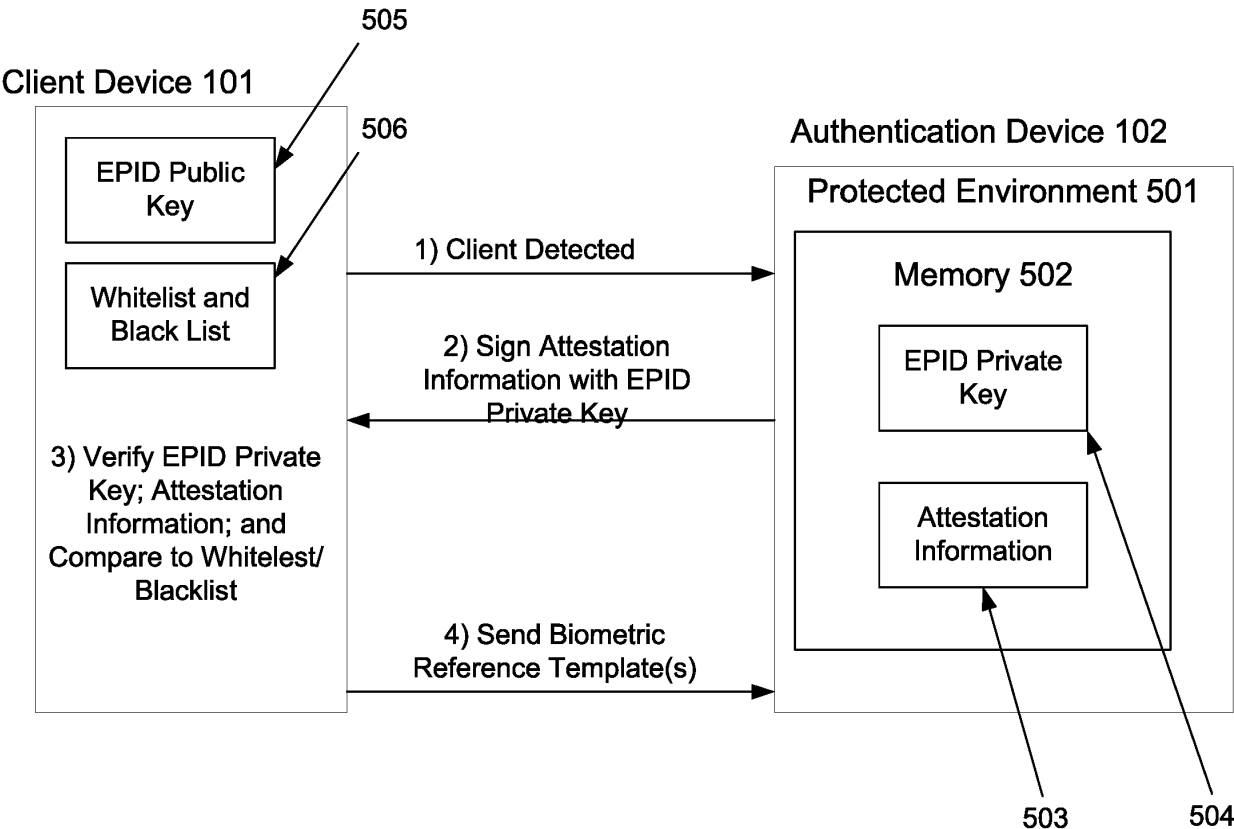 505
Client Device 101
506
EPID Public
Key
Whitelist and
Black List
3) Verify EPID Private
Key; Attestation
Information; and
Compare to Whitelest/
Blacklist
1) Client Detected
2) Sign Attestation
Information with EPID
Private Key
4) Send Biometric
Reference Template(s)
Authentication Device 102
Protected Environment 501
Memory 502
EPID Private
Key
Attestation
Information
503
504